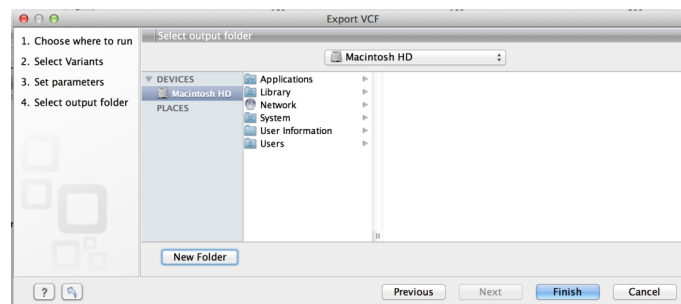 Export VCF
1. Choose where to run
2. Select Variants
3. Set parameters
4. Select output folder
Select output folder
Macintosh HD
DEVICES
Macintosh HD
PLACES
Applications
Library
Network
System
User Information
Users
New Folder
?
Previous
Next
Finish
Cancel